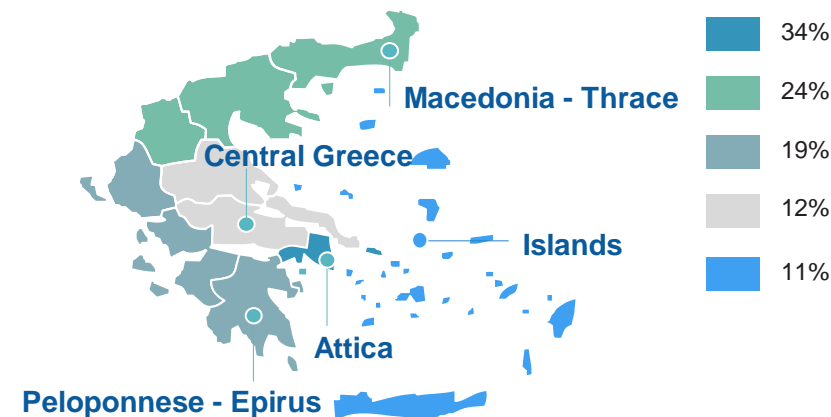 34%
24%
Macedonia - Thrace
Central Greece
19%
12%
Islands
11%
Attica
Peloponnese - Epirus